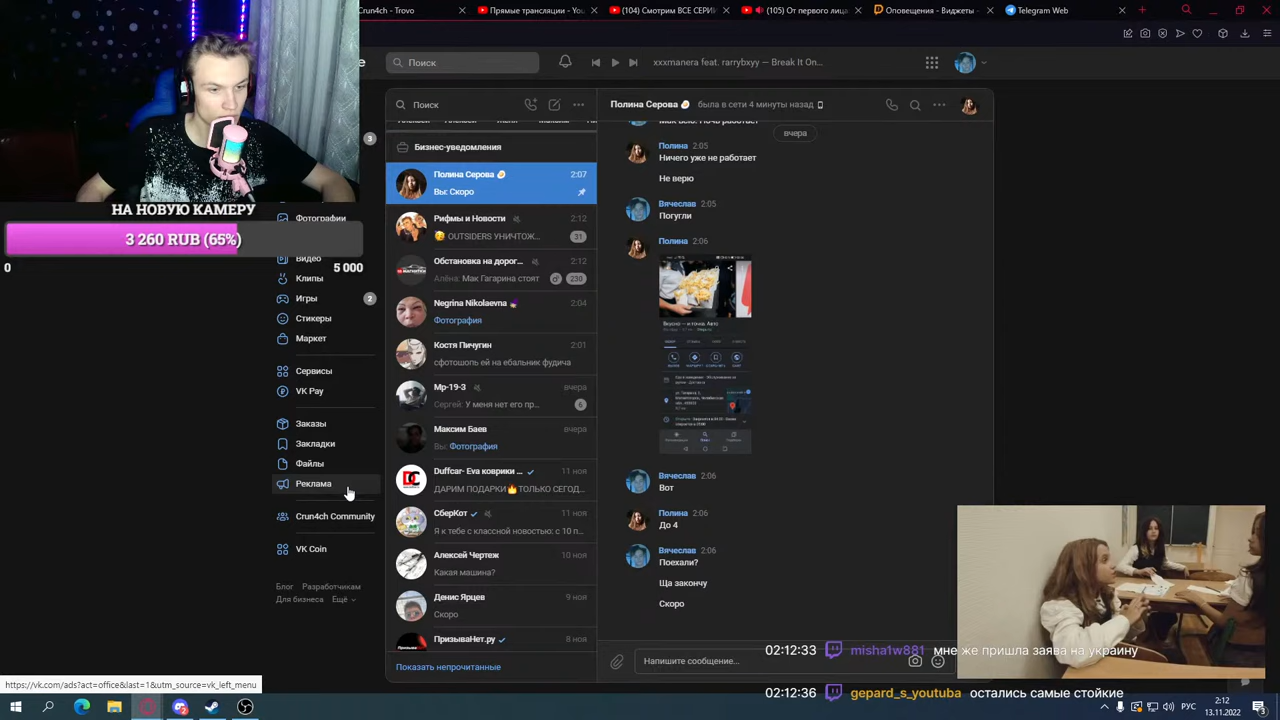 Crun4ch - Trovo
Прямые трансляции - You
(104) Смотрим ВСЕ СЕРИ
(105) От первого лица
Оповещения - Виджеты -
Telegram Web
Поиск
xxxmanera feat. rarrybxyy — Break It On...
НА НОВУЮ КАМЕРУ
3 260 RUB (65%)
0
5 000
3
Фотографии
Видео
Клипы
Игры
2
Стикеры
Маркет
Сервисы
VK Pay
Заказы
Закладки
Файлы
Реклама
Crun4ch Community
VK Coin
Блог Разработчикам
Для бизнеса Ещё
Поиск
Бизнес-уведомления
Полина Серова 2:07
Вы: Скоро
Рифмы и Новости 2:12
OUTSIDERS УНИЧТОЖ... 31
Обстановка на дорог... 2:12
Алёна: Мак Гагарина стоят 230
Negrina Nikolaevna 2:04
Фотография
Костя Пичугин 2:01
сфотошопь ей на ебальник фудича
Мр-19-3 вчера
Сергей: У меня нет его пр... 6
Максим Баев вчера
Вы: Фотография
Duffcar- Eva коврики ... 11 ноя
ДАРИМ ПОДАРКИ ТОЛЬКО СЕГОД...
СберКот 11 ноя
Я к тебе с классной новостью: с 10 п...
Алексей Чертеж 10 ноя
Какая машина?
Денис Ярцев 9 ноя
Скоро
ПризываНет.ру 8 ноя
Показать непрочитанные
Полина Серова была в сети 4 минуты назад
вчера
Полина 2:05
Ничего уже не работает
Не верю
Вячеслав 2:05
Погугли
Полина 2:06
Вкусно — и точка. Авто
Вячеслав 2:06
Вот
Полина 2:06
До 4
Вячеслав 2:06
Поехали?
Ща закончу
Скоро
Напишите сообщение...
02:12:33 misha1w881 мне же пришла заява на украину
02:12:36 gepard_s_youtuba остались самые стойкие
https://vk.com/ads?act=office&last=1&utm_source=vk_left_menu
РУС
2:12
13.11.2022